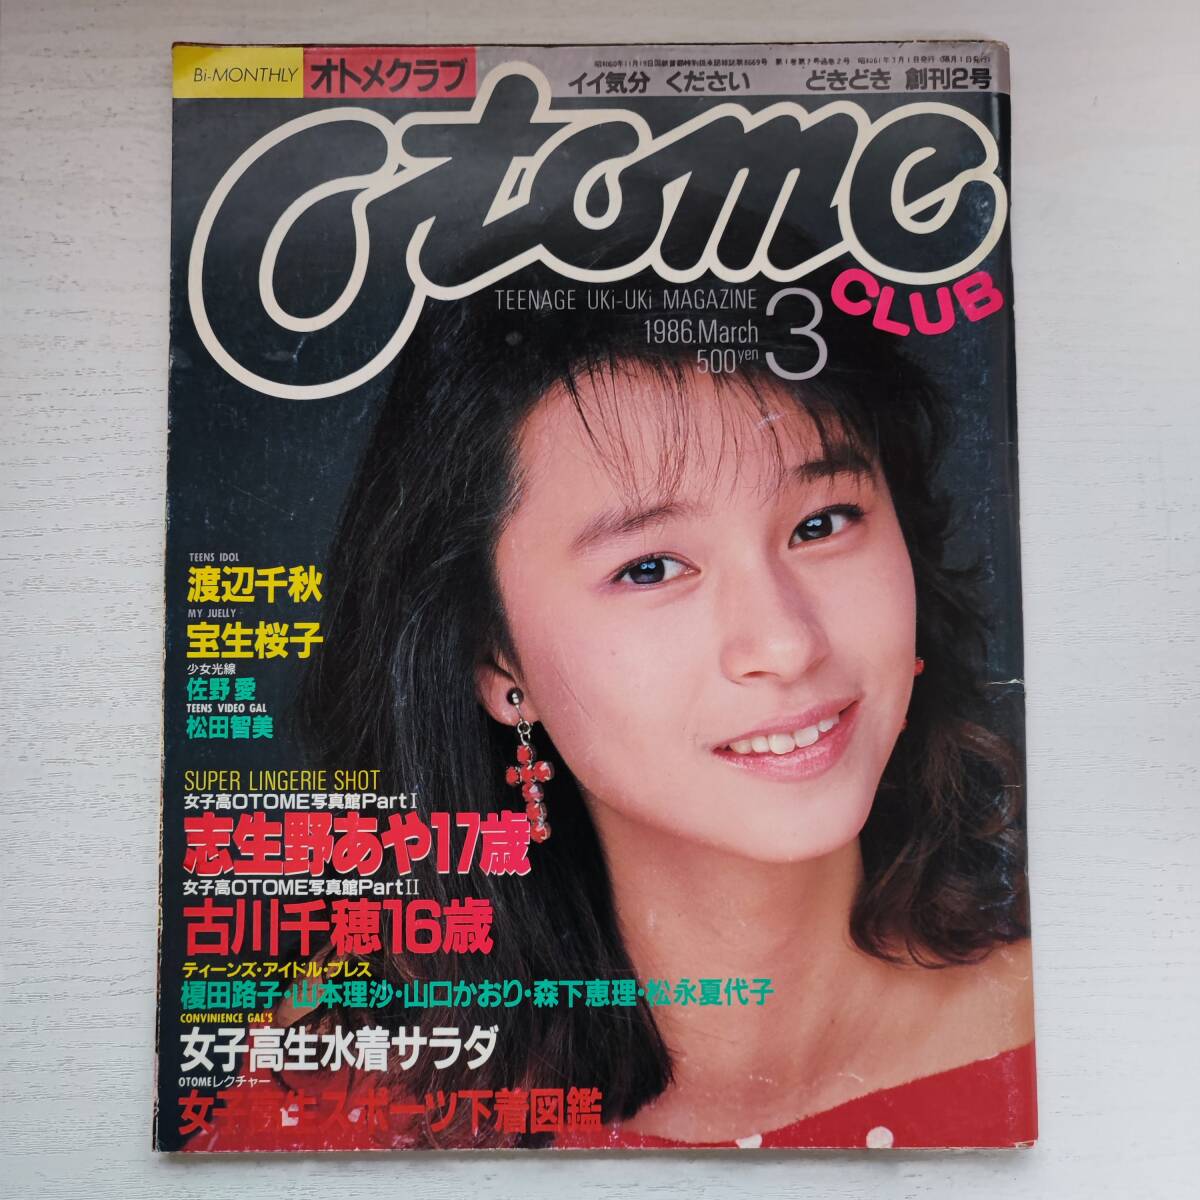 Bi-MONTHLY
オトメクラブ
イイ気分 ください どきどき 創刊2号
otome
CLUB
TEENAGE UKi-UKi MAGAZINE
1986.March 3
500yen
TEENS IDOL
渡辺千秋
MY JUELLY
宝生桜子
少女光線
佐野 愛
TEENS VIDEO GAL
松田智美
SUPER LINGERIE SHOT
女子高OTOME写真館PartⅠ
志生野あや17歳
女子高OTOME写真館PartⅡ
古川千穂16歳
ティーンズ・アイドル・プレス
榎田路子・山本理沙・山口かおり・森下恵理・松永夏代子
CONVINIENCE GAL'S
女子高生水着サラダ
OTOMEレクチャー
女子高生スポーツ下着図鑑